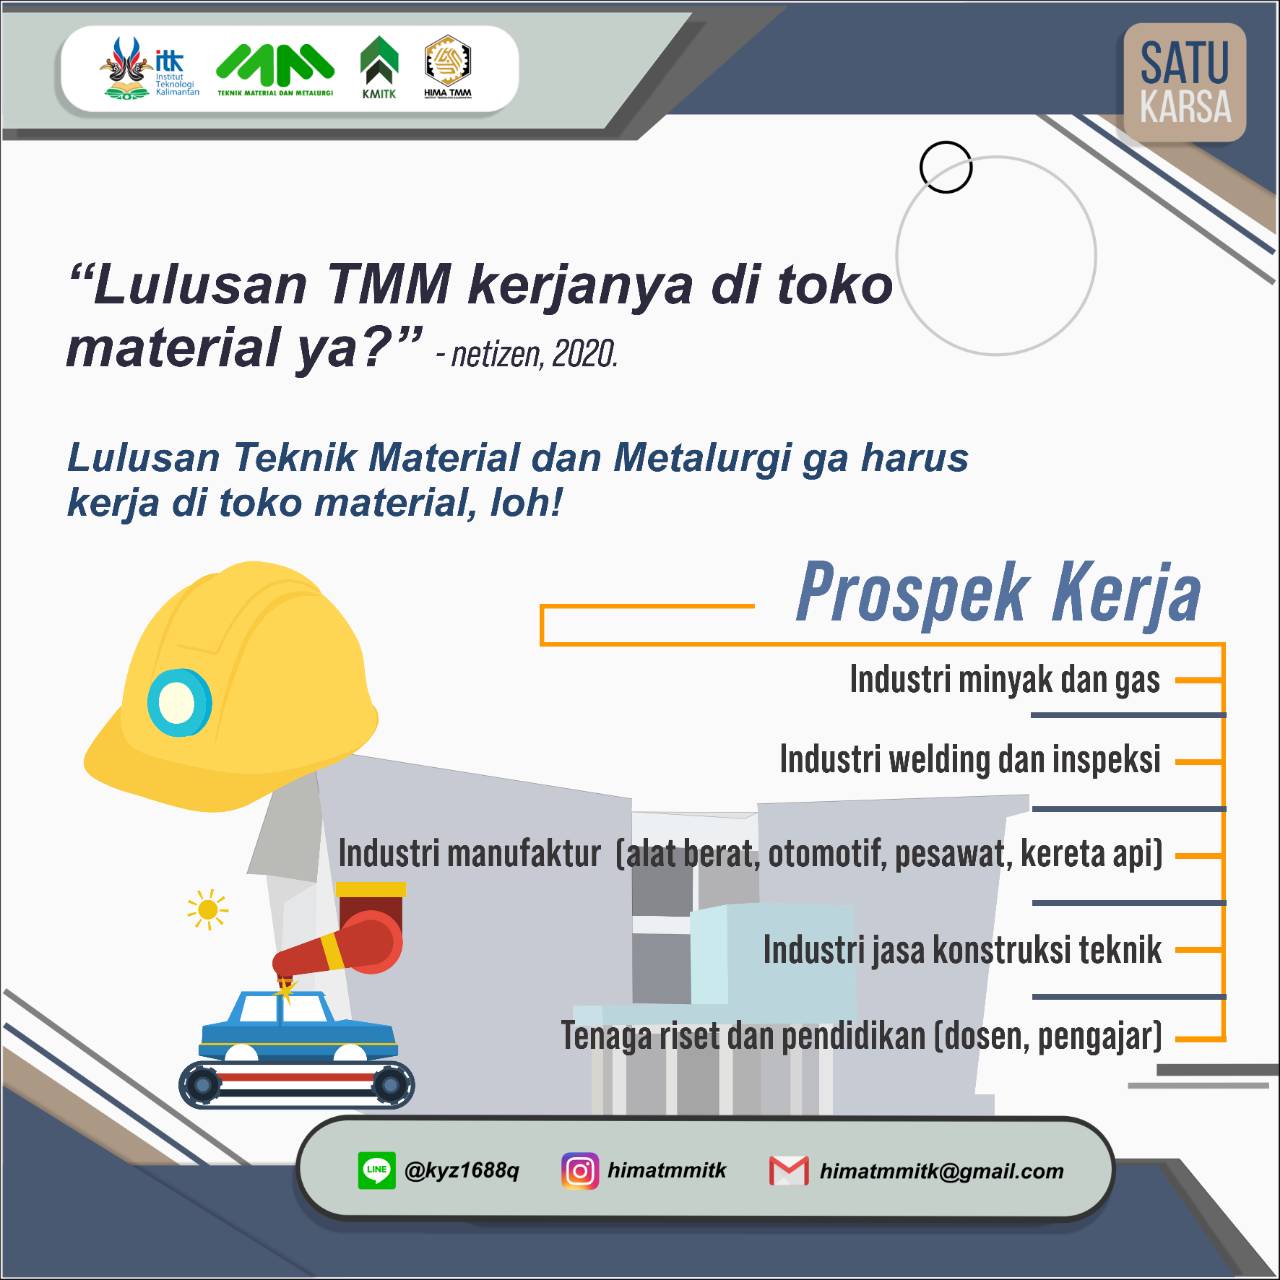 itk
Institut
Teknologi
Kalimantan
TEKNIK MATERIAL DAN METALURGI
KMITK
HIMA TMM
SATU
KARSA
“Lulusan TMM kerjanya di toko
material ya?” - netizen, 2020.
Lulusan Teknik Material dan Metalurgi ga harus
kerja di toko material, loh!
Prospek Kerja
Industri minyak dan gas
Industri welding dan inspeksi
Industri manufaktur (alat berat, otomotif, pesawat, kereta api)
Industri jasa konstruksi teknik
Tenaga riset dan pendidikan (dosen, pengajar)
LINE @kyz1688q himatmmitk himatmmitk@gmail.com